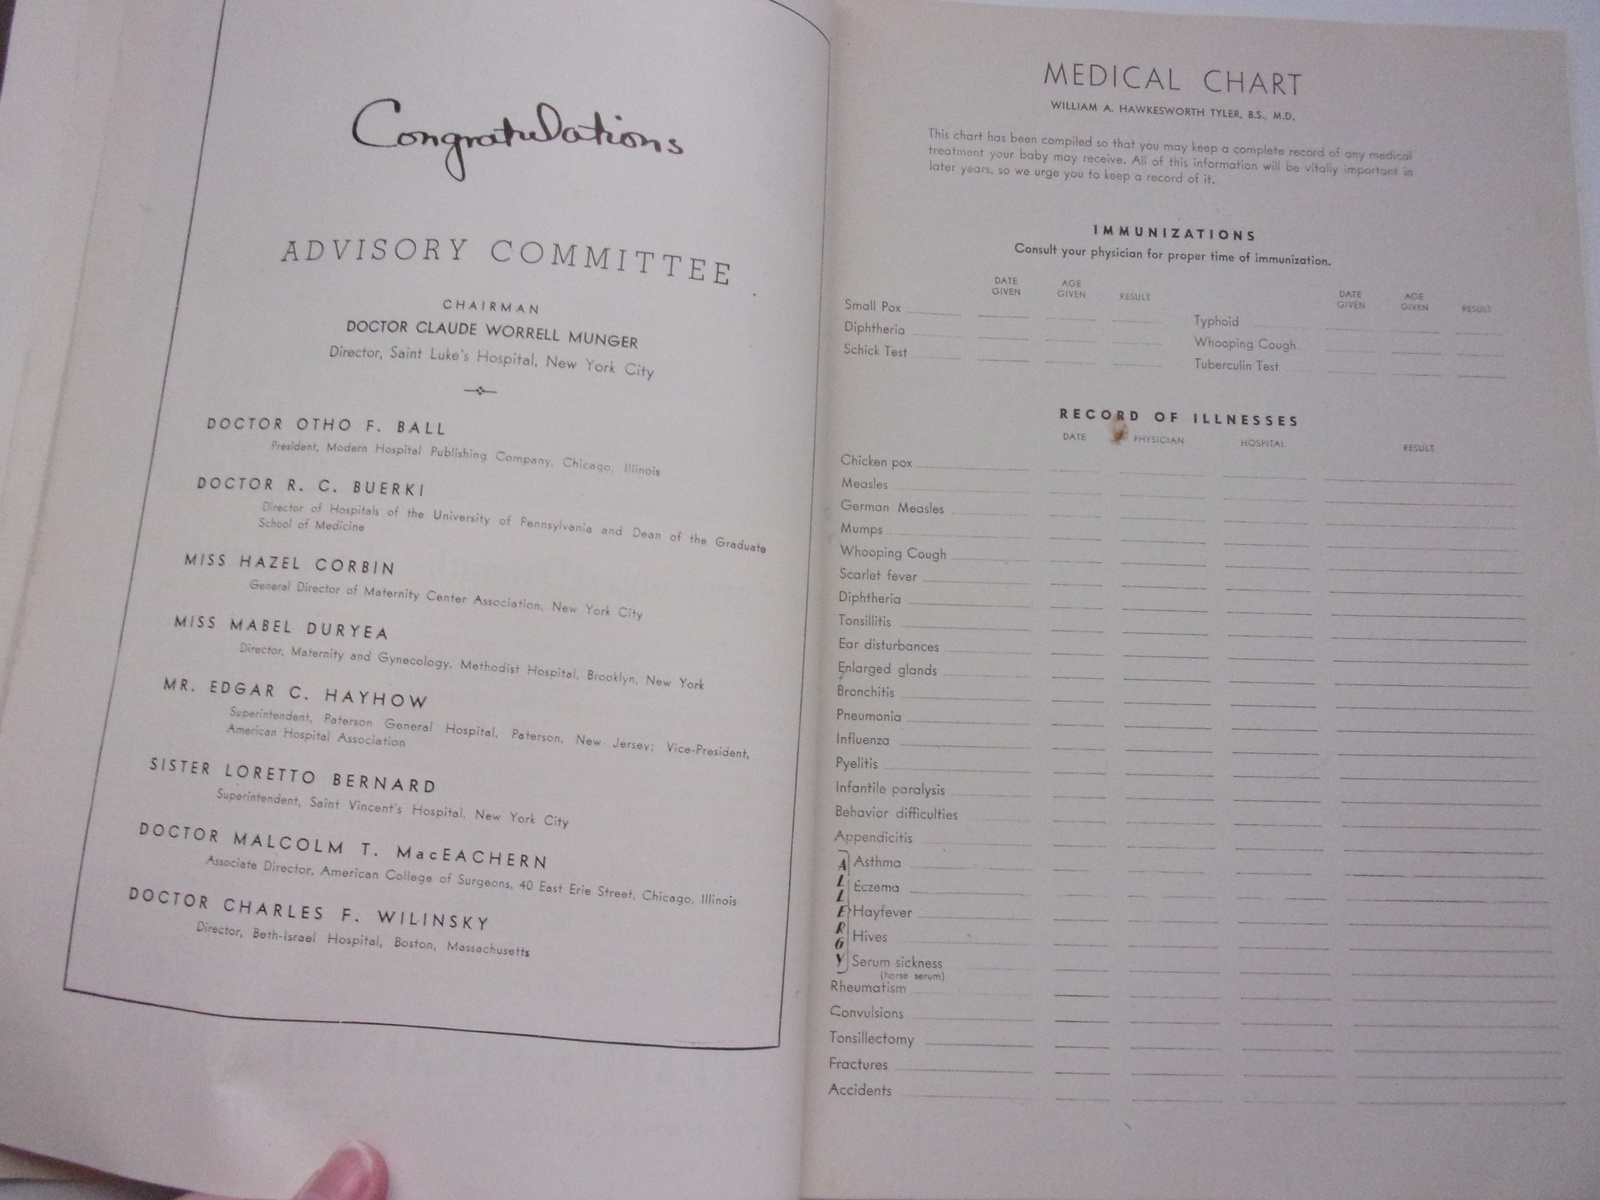 Congratulations
ADVISORY COMMITTEE
CHAIRMAN
DOCTOR CLAUDE WORRELL MUNGER
Director, Saint Luke's Hospital, New York City
DOCTOR OTHO F. BALL
President, Modern Hospital Publishing Company, Chicago, Illinois
DOCTOR R. C. BUERKI
Director of Hospitals of the University of Pennsylvania and Dean of the Graduate
School of Medicine
MISS HAZEL CORBIN
General Director of Maternity Center Association, New York City
MISS MABEL DURYEA
Director, Maternity and Gynecology, Methodist Hospital, Brooklyn, New York
MR. EDGAR C. HAYHOW
Superintendent, Paterson General Hospital, Paterson, New Jersey; Vice-President,
American Hospital Association
SISTER LORETTO BERNARD
Superintendent, Saint Vincent's Hospital, New York City
DOCTOR MALCOLM T. MacEACHERN
Associate Director, American College of Surgeons, 40 East Erie Street, Chicago, Illinois
DOCTOR CHARLES F. WILINSKY
Director, Beth-Israel Hospital, Boston, Massachusetts
MEDICAL CHART
WILLIAM A. HAWKESWORTH TYLER, B.S., M.D.
This chart has been compiled so that you may keep a complete record of any medical
treatment your baby may receive. All of this information will be vitally important in
later years, so we urge you to keep a record of it.
IMMUNIZATIONS
Consult your physician for proper time of immunization.
DATE GIVEN AGE GIVEN RESULT
Small Pox
Diphtheria
Schick Test
DATE GIVEN AGE GIVEN RESULT
Typhoid
Whooping Cough
Tuberculin Test
RECORD OF ILLNESSES
DATE PHYSICIAN HOSPITAL RESULT
Chicken pox
Measles
German Measles
Mumps
Whooping Cough
Scarlet fever
Diphtheria
Tonsillitis
Ear disturbances
Enlarged glands
Bronchitis
Pneumonia
Influenza
Pyelitis
Infantile paralysis
Behavior difficulties
Appendicitis
ALLERGY
Asthma
Eczema
Hayfever
Hives
Serum sickness
(horse serum)
Rheumatism
Convulsions
Tonsillectomy
Fractures
Accidents